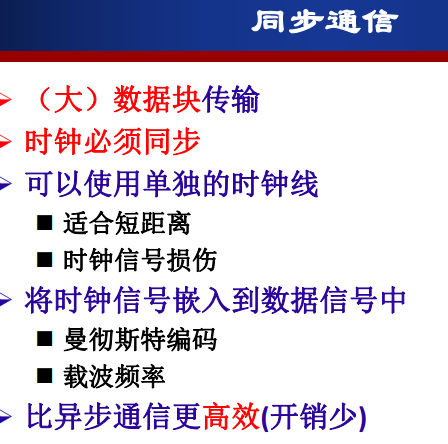 同步通信
（大）数据块传输
时钟必须同步
可以使用单独的时钟线
适合短距离
时钟信号损伤
将时钟信号嵌入到数据信号中
曼彻斯特编码
载波频率
比异步通信更高效(开销少)